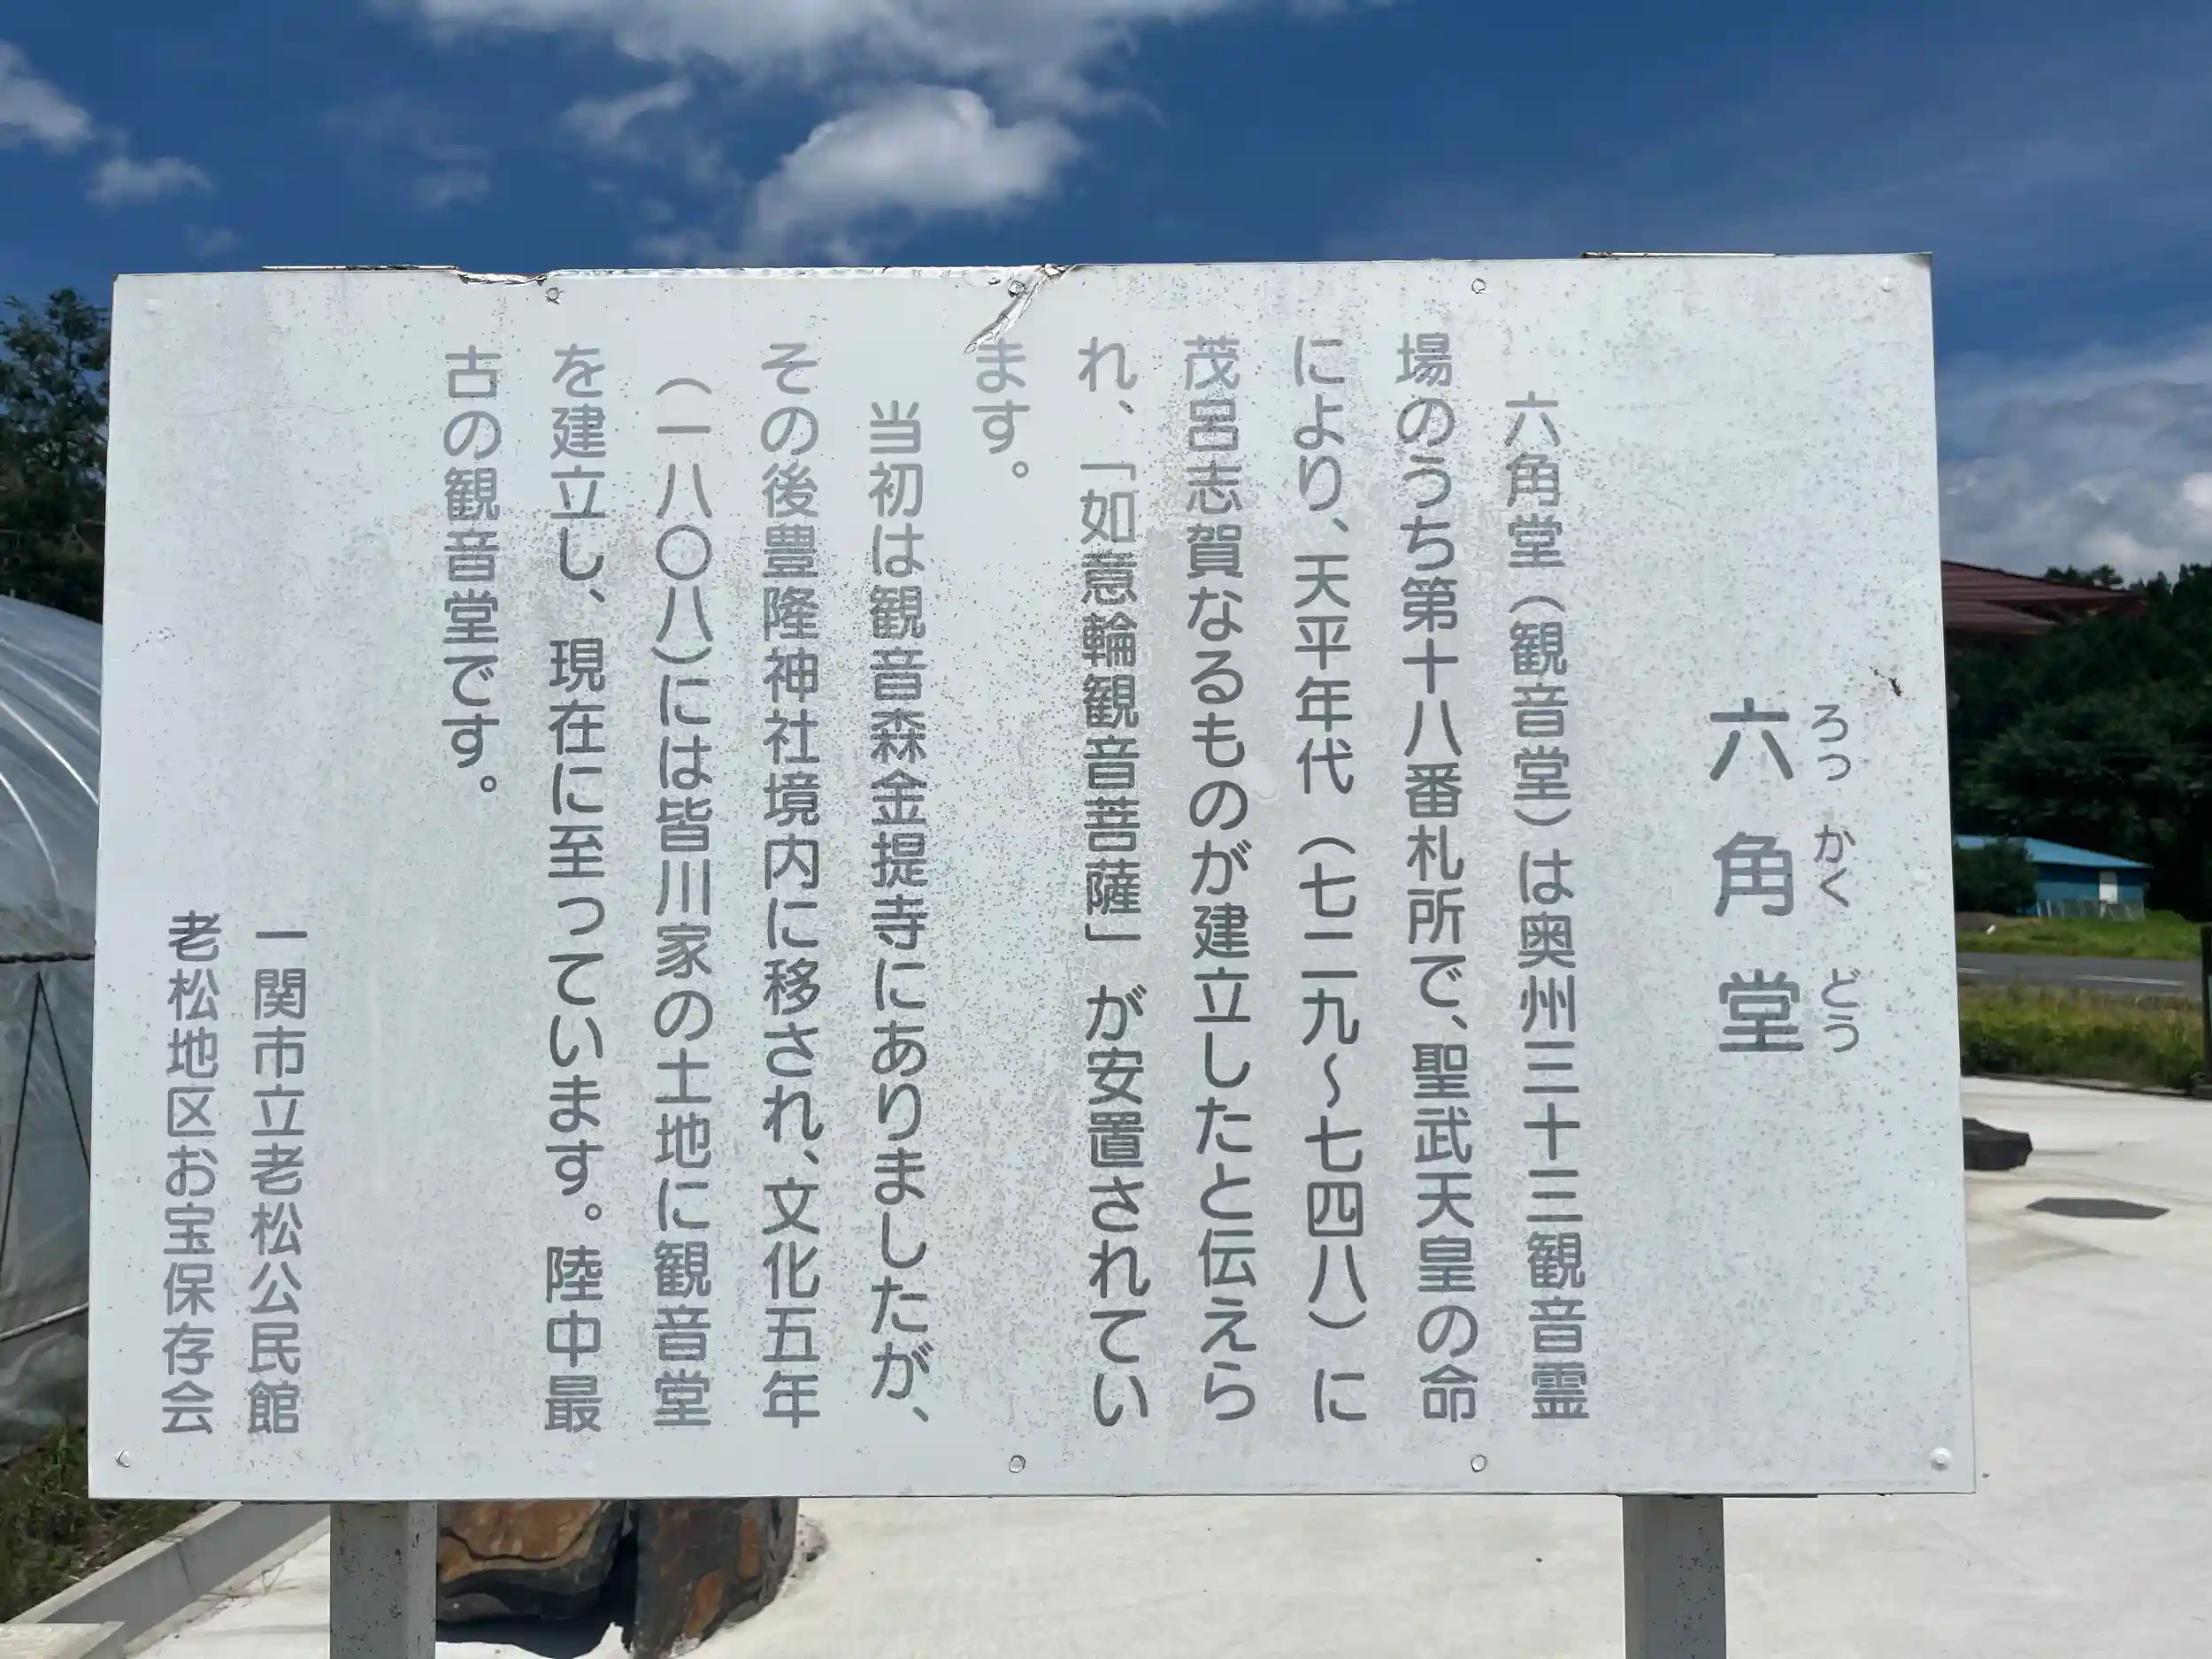 六角堂
ろっかくどう
六角堂（観音堂）は奥州三十三観音霊
場のうち第十八番札所で、聖武天皇の命
により、天平年代（七二九～七四八）に
茂呂志賀なるものが建立したと伝えら
れ、「如意輪観音菩薩」が安置されてい
ます。
当初は観音森金提寺にありましたが、
その後豊隆神社境内に移され、文化五年
（一八〇八）には皆川家の土地に観音堂
を建立し、現在に至っています。陸中最
古の観音堂です。
一関市立老松公民館
老松地区お宝保存会